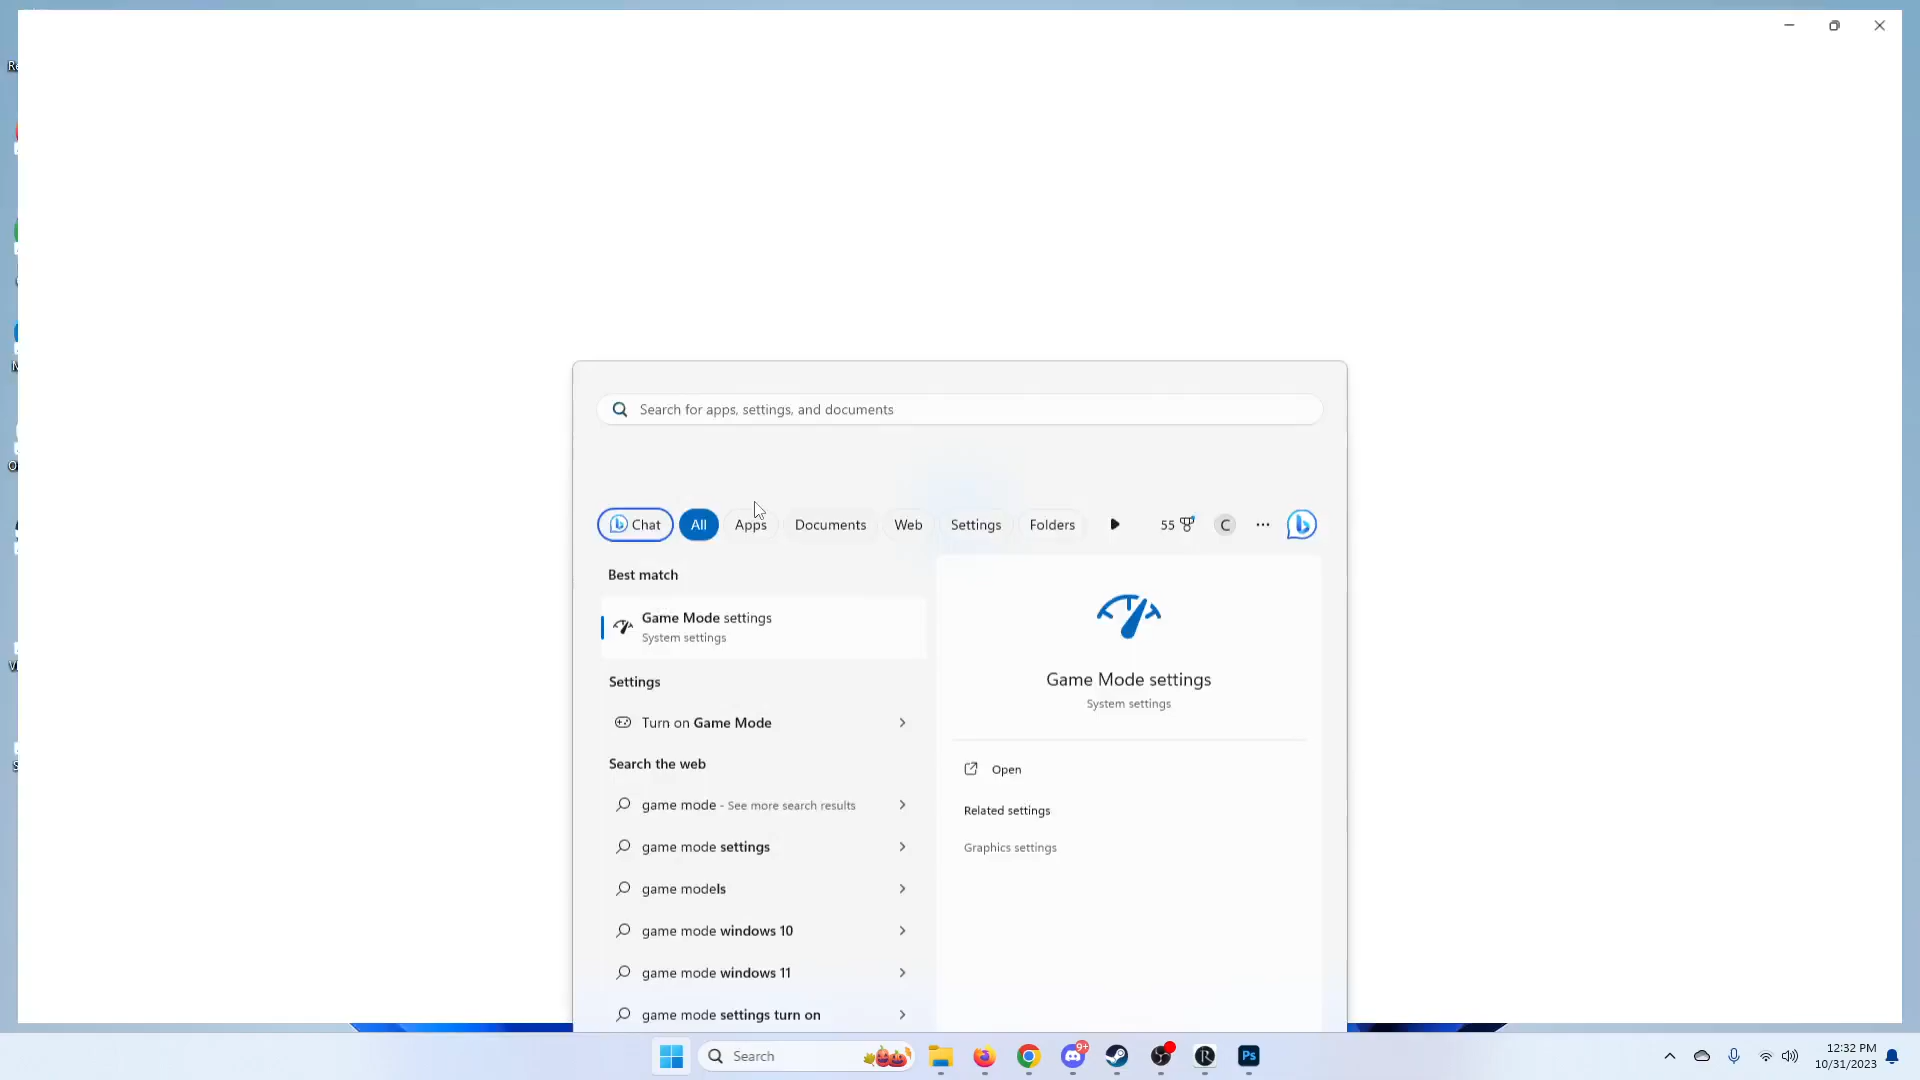 Search for apps, settings, and documents
Chat
All
Apps
Documents
Web
Settings
Folders
55
C
Best match
Game Mode settings
System settings
Settings
Turn on Game Mode
Search the web
game mode - See more search results
game mode settings
game models
game mode windows 10
game mode windows 11
game mode settings turn on
Game Mode settings
System settings
Open
Related settings
Graphics settings
Search
9+
Ps
12:32 PM
10/31/2023